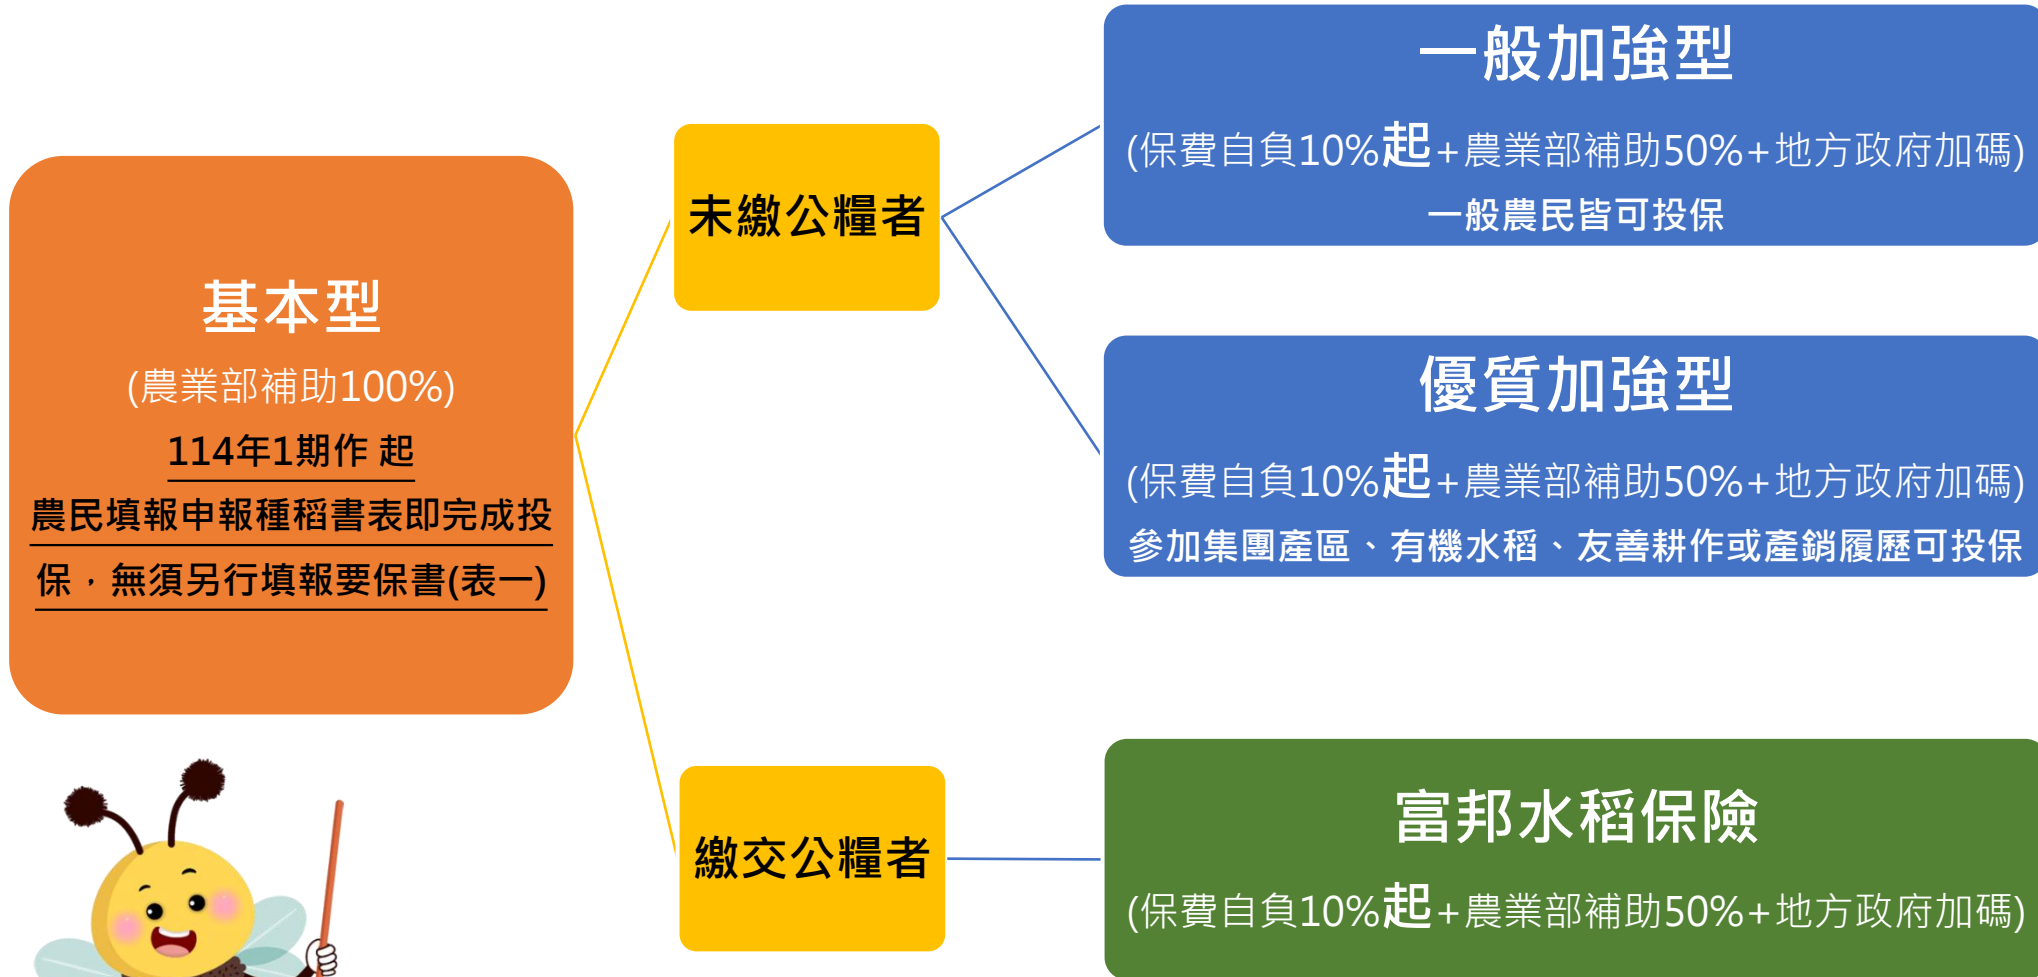 基本型
(農業部補助100%)
114年1期作 起
農民填報申報種稻書表即完成投
保，無須另行填報要保書(表一)
未繳公糧者
一般加強型
(保費自負10%起+農業部補助50%+地方政府加碼)
一般農民皆可投保
優質加強型
(保費自負10%起+農業部補助50%+地方政府加碼)
參加集團產區、有機水稻、友善耕作或產銷履歷可投保
繳交公糧者
富邦水稻保險
(保費自負10%起+農業部補助50%+地方政府加碼)